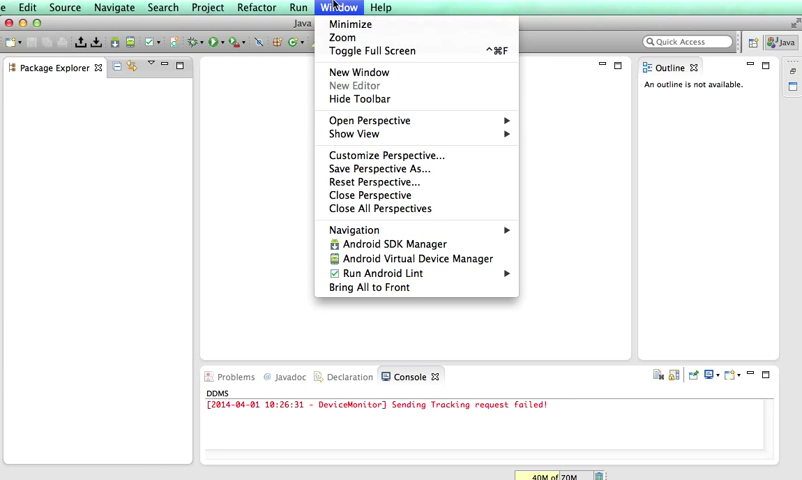 e Edit Source Navigate Search Project Refactor Run Window Help
Java
Quick Access
Java
Package Explorer
Minimize
Zoom
Toggle Full Screen ^⌘F
New Window
New Editor
Hide Toolbar
Open Perspective
Show View
Customize Perspective...
Save Perspective As...
Reset Perspective...
Close Perspective
Close All Perspectives
Navigation
Android SDK Manager
Android Virtual Device Manager
Run Android Lint
Bring All to Front
Outline
An outline is not available.
Problems Javadoc Declaration Console
DDMS
[2014-04-01 10:26:31 - DeviceMonitor] Sending Tracking request failed!
40M of 70M